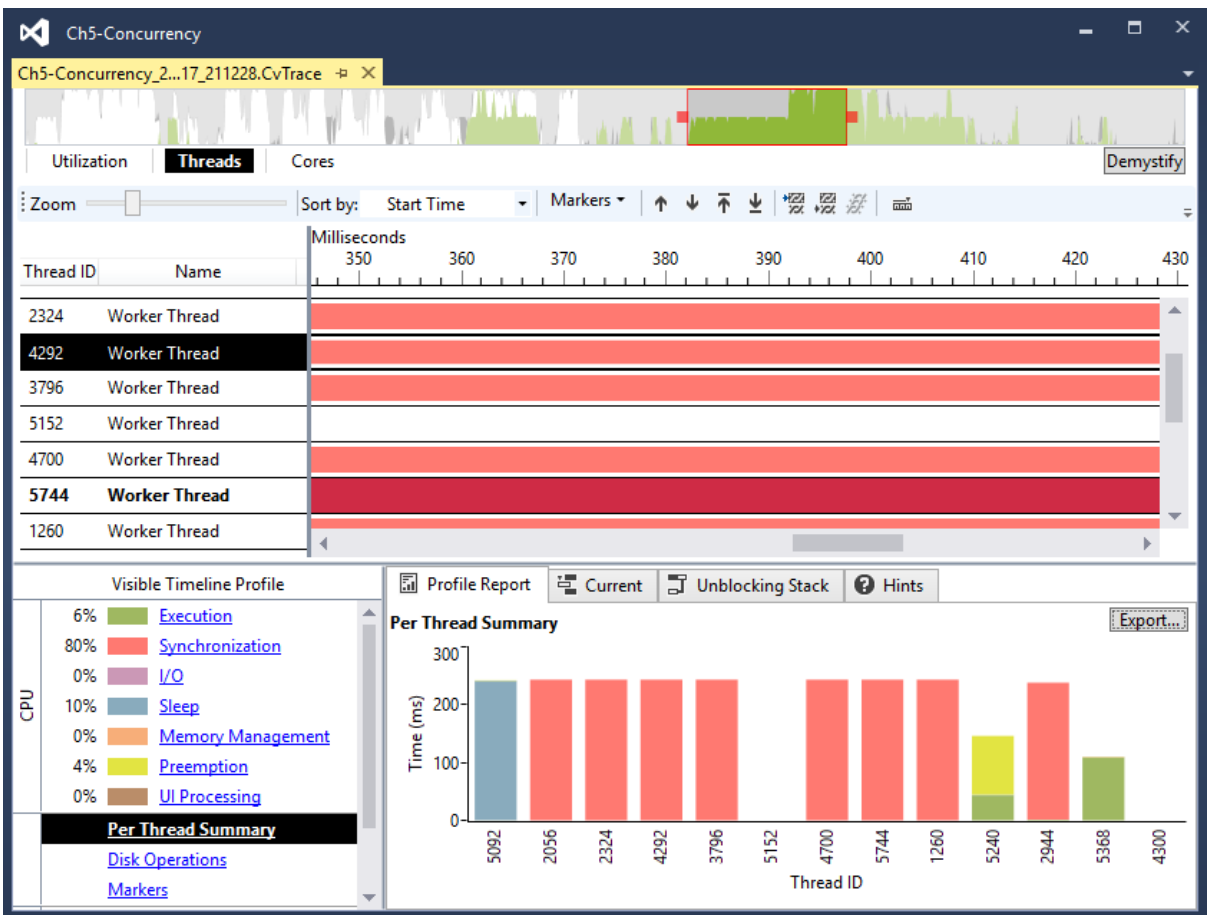 Ch5-Concurrency
Ch5-Concurrency_2...17_211228.CvTrace
Utilization Threads Cores Demystify
Zoom Sort by: Start Time Markers
Milliseconds
Thread ID Name 350 360 370 380 390 400 410 420 430
2324 Worker Thread
4292 Worker Thread
3796 Worker Thread
5152 Worker Thread
4700 Worker Thread
5744 Worker Thread
1260 Worker Thread
Visible Timeline Profile
CPU
6% Execution
80% Synchronization
0% I/O
10% Sleep
0% Memory Management
4% Preemption
0% UI Processing
Per Thread Summary
Disk Operations
Markers
Profile Report Current Unblocking Stack Hints
Per Thread Summary Export...
Time (ms)
300
200
100
0
5092 2056 2324 4292 3796 5152 4700 5744 1260 5240 2944 5368 4300
Thread ID